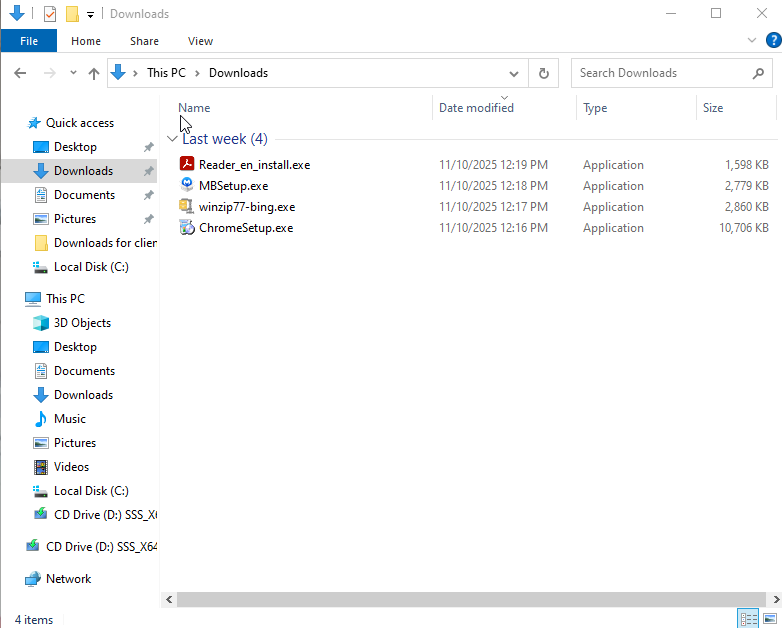 Downloads
File Home Share View
This PC Downloads
Search Downloads
Name Date modified Type Size
Quick access
Desktop
Downloads
Documents
Pictures
Downloads for clien
Local Disk (C:)
This PC
3D Objects
Desktop
Documents
Downloads
Music
Pictures
Videos
Local Disk (C:)
CD Drive (D:) SSS_X6
CD Drive (D:) SSS_X64
Network
Last week (4)
Reader_en_install.exe 11/10/2025 12:19 PM Application 1,598 KB
MBSetup.exe 11/10/2025 12:18 PM Application 2,779 KB
winzip77-bing.exe 11/10/2025 12:17 PM Application 2,860 KB
ChromeSetup.exe 11/10/2025 12:16 PM Application 10,706 KB
4 items